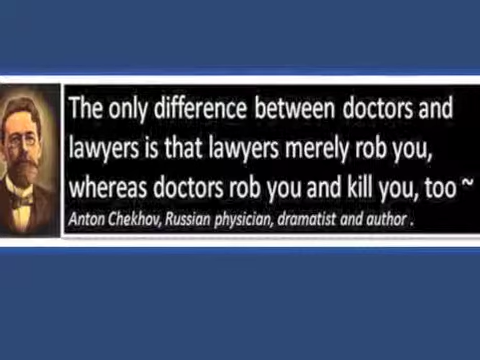 The only difference between doctors and
lawyers is that lawyers merely rob you,
whereas doctors rob you and kill you, too ~
Anton Chekhov, Russian physician, dramatist and author .